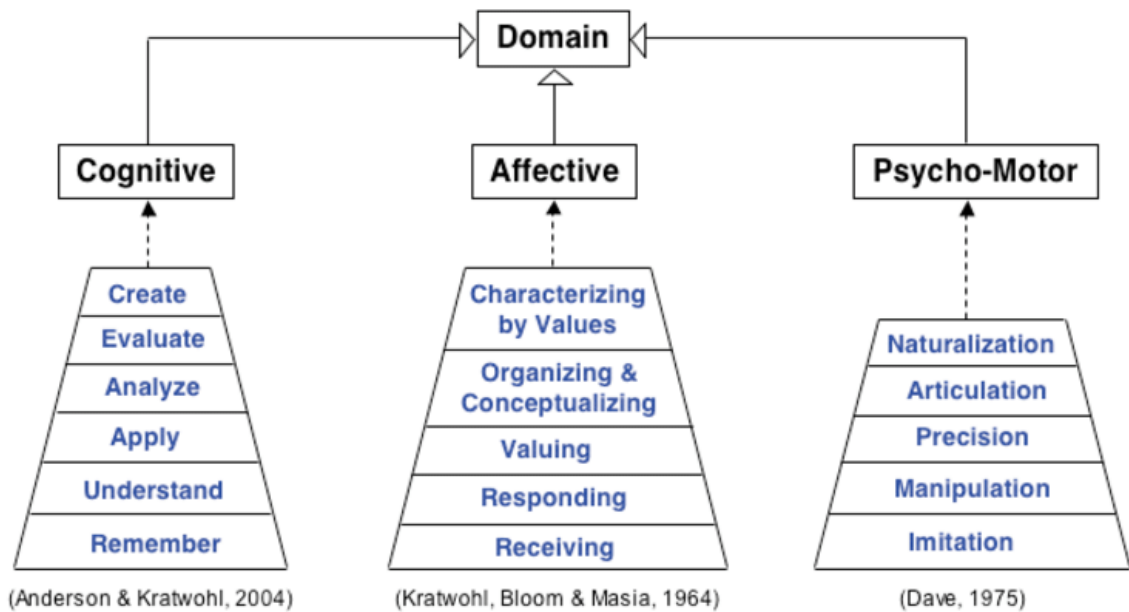 Domain
Cognitive
Affective
Psycho-Motor
Create
Evaluate
Analyze
Apply
Understand
Remember
(Anderson & Kratwohl, 2004)
Characterizing
by Values
Organizing &
Conceptualizing
Valuing
Responding
Receiving
(Kratwohl, Bloom & Masia, 1964)
Naturalization
Articulation
Precision
Manipulation
Imitation
(Dave, 1975)